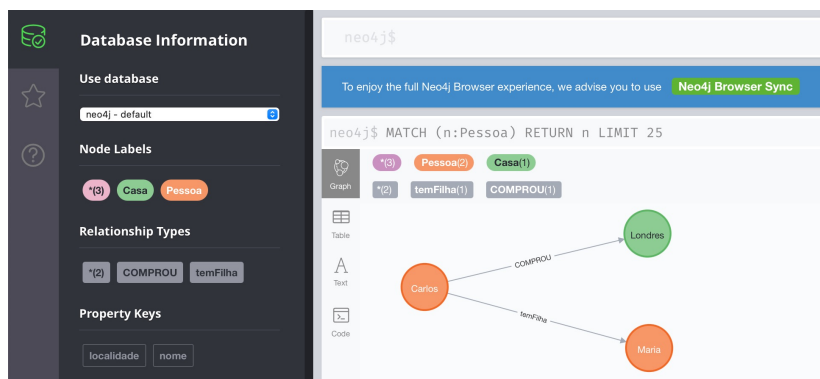 Database Information
Use database
neo4j - default
Node Labels
*(3) Casa Pessoa
Relationship Types
*(2) COMPROU temFilha
Property Keys
localidade nome
neo4j$
To enjoy the full Neo4j Browser experience, we advise you to use Neo4j Browser Sync
neo4j$ MATCH (n:Pessoa) RETURN n LIMIT 25
*(3) Pessoa(2) Casa(1)
*(2) temFilha(1) COMPROU(1)
Graph
Table
A
Text
Code
Londres
COMPROU
Carlos
temFilha
Maria